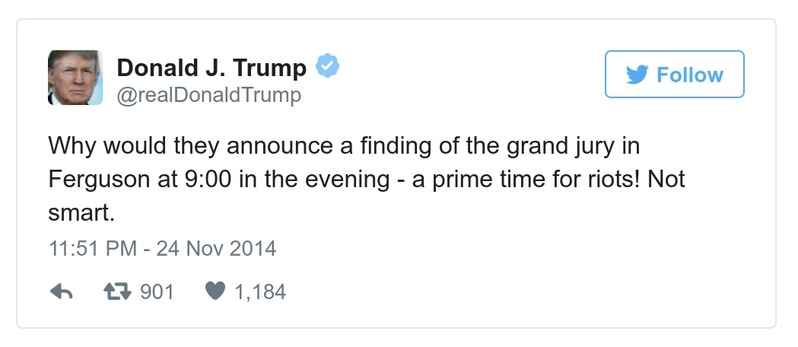 Donald J. Trump
@realDonaldTrump
Follow
Why would they announce a finding of the grand jury in
Ferguson at 9:00 in the evening - a prime time for riots! Not
smart.
11:51 PM - 24 Nov 2014
901 1,184